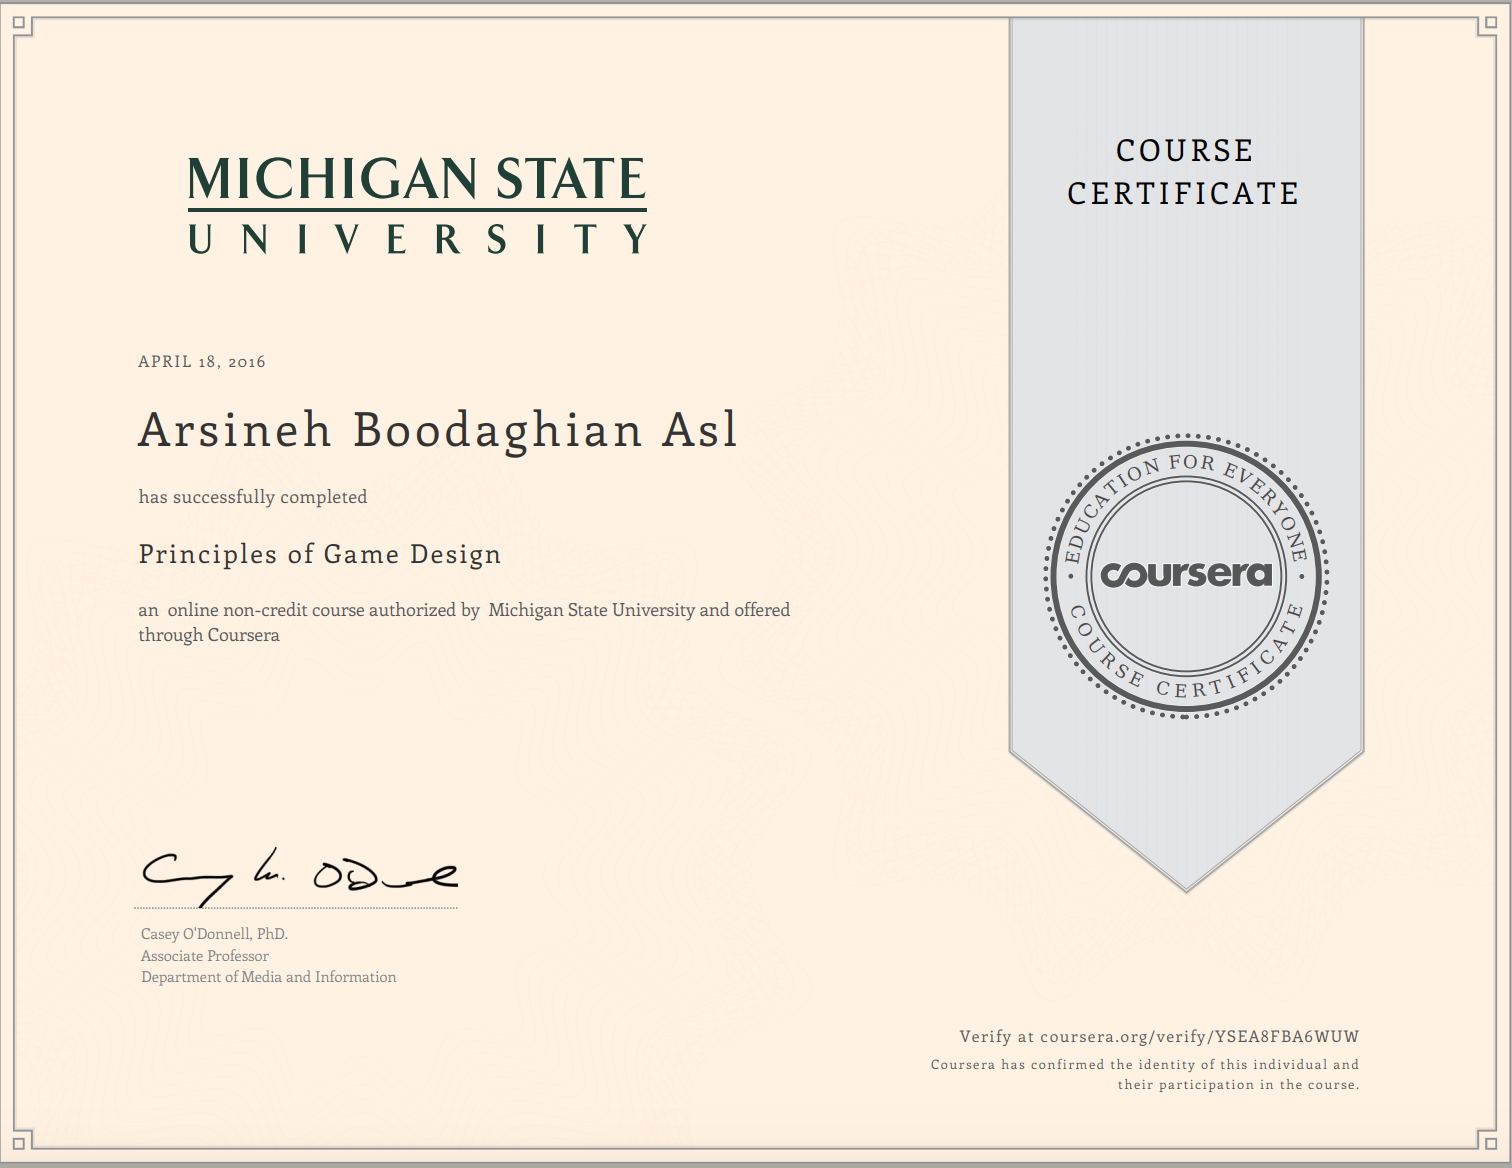 MICHIGAN STATE
UNIVERSITY
COURSE
CERTIFICATE
APRIL 18, 2016
Arsineh Boodaghian Asl
has successfully completed
Principles of Game Design
an online non-credit course authorized by Michigan State University and offered
through Coursera
EDUCATION FOR EVERYONE
coursera
COURSE CERTIFICATE
Casey O'Donnell, PhD.
Associate Professor
Department of Media and Information
Verify at coursera.org/verify/YSEA8FBA6WUW
Coursera has confirmed the identity of this individual and
their participation in the course.